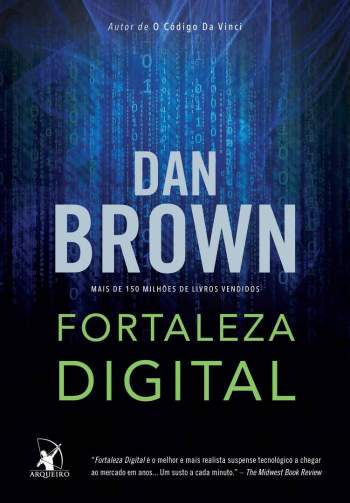 Autor de O Código Da Vinci
DAN
BROWN
MAIS DE 150 MILHÕES DE LIVROS VENDIDOS
FORTALEZA
DIGITAL
ARQUEIRO
"Fortaleza Digital é o melhor e mais realista suspense tecnológico a chegar
ao mercado em anos... Um susto a cada minuto." – The Midwest Book Review